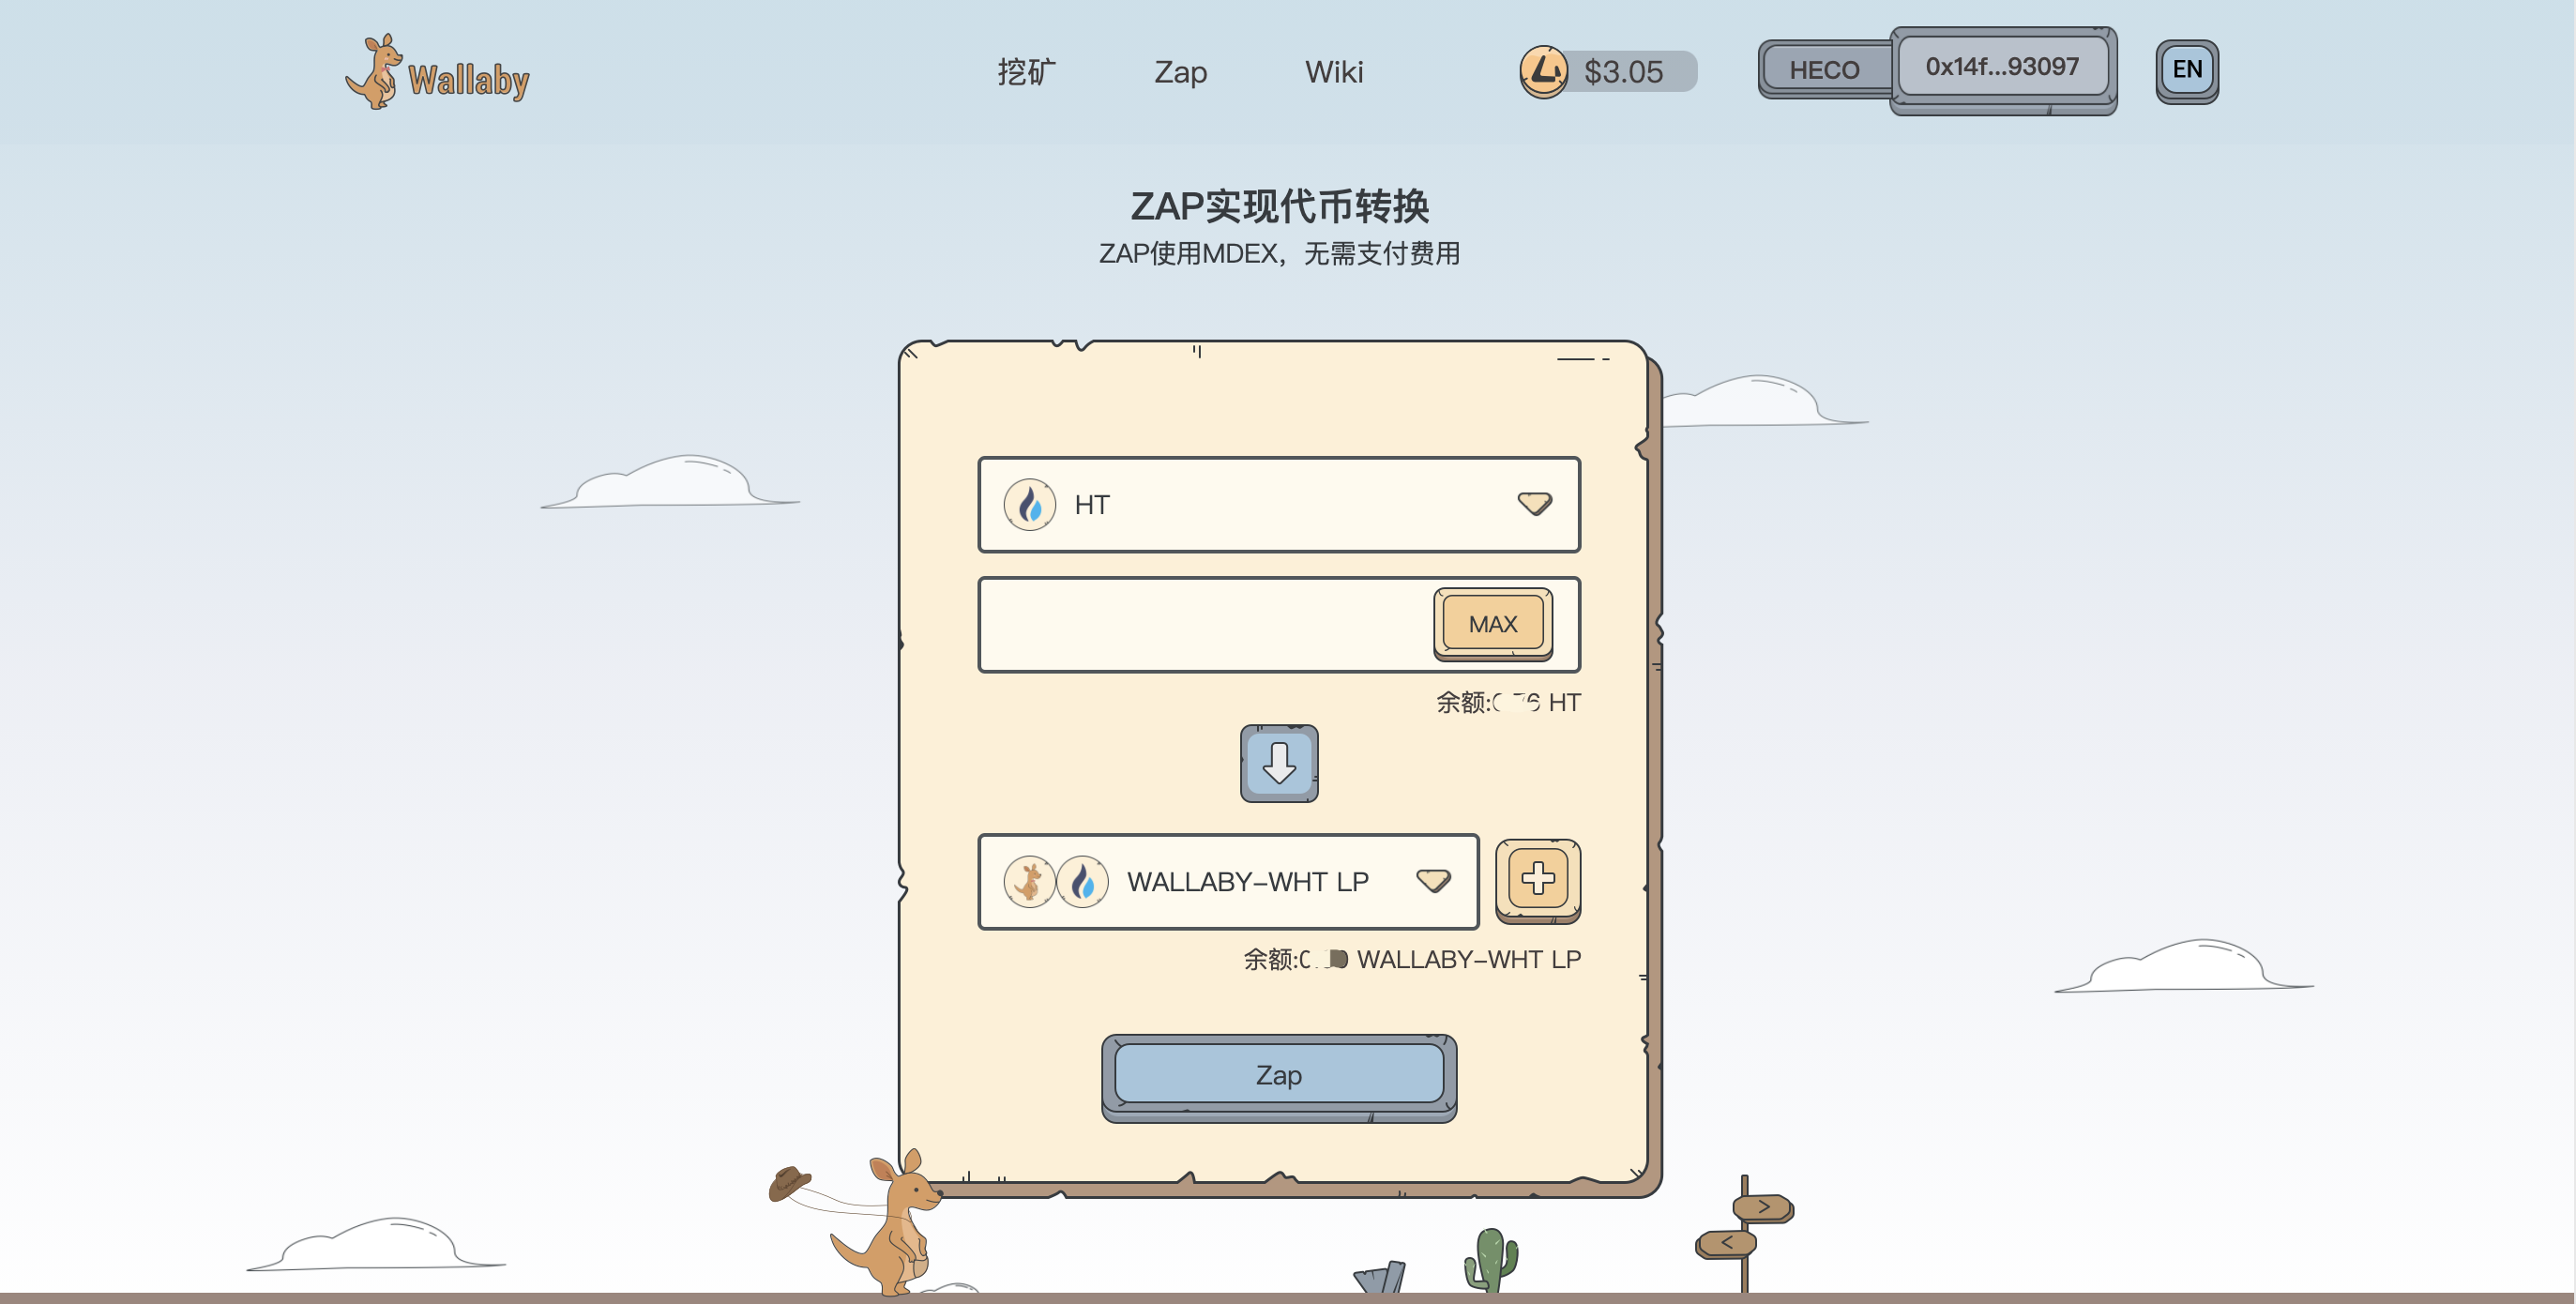 Wallaby
挖矿
Zap
Wiki
$3.05
HECO
0x14f...93097
EN
ZAP实现代币转换
ZAP使用MDEX，无需支付费用
HT
MAX
余额: HT
WALLABY-WHT LP
余额: WALLABY-WHT LP
Zap